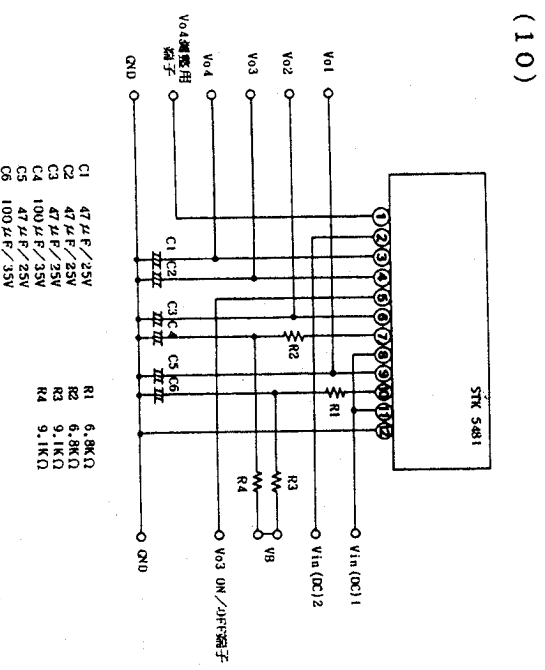 (10)
STK 5481
① ② ③ ④ ⑤ ⑥ ⑦ ⑧ ⑨ ⑩ ⑪ ⑫
Vo1
R1
Vin(DC)1
Vo2
R2
R3
Vin(DC)2
Vo3
R4
VB
Vo4
Vo3 ON/OFF端子
Vo4調整用
端子
C1
C2
C3
C4
C5
C6
GND
GND
C1 47μF/25V
C2 47μF/25V
C3 47μF/25V
C4 100μF/35V
C5 47μF/25V
C6 100μF/35V
R1 6.8KΩ
R2 6.8KΩ
R3 9.1KΩ
R4 9.1KΩ